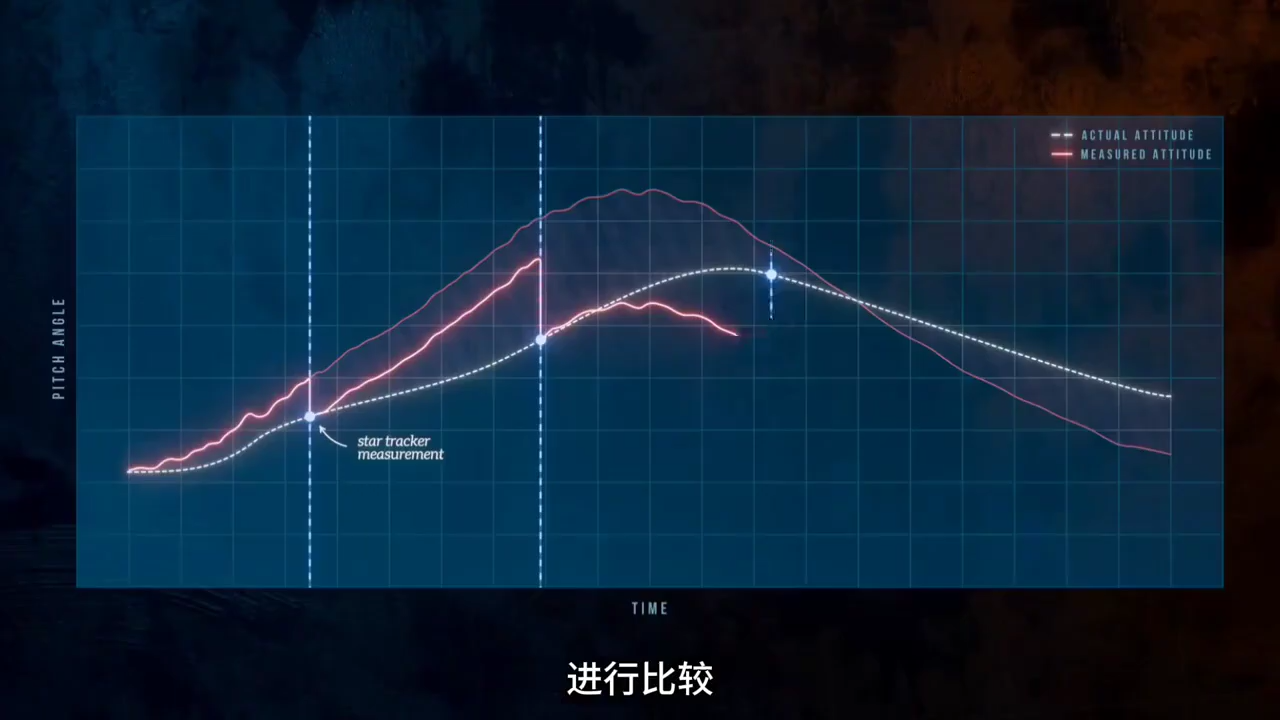 ACTUAL ATTITUDE
MEASURED ATTITUDE
PITCH ANGLE
star tracker
measurement
TIME
进行比较